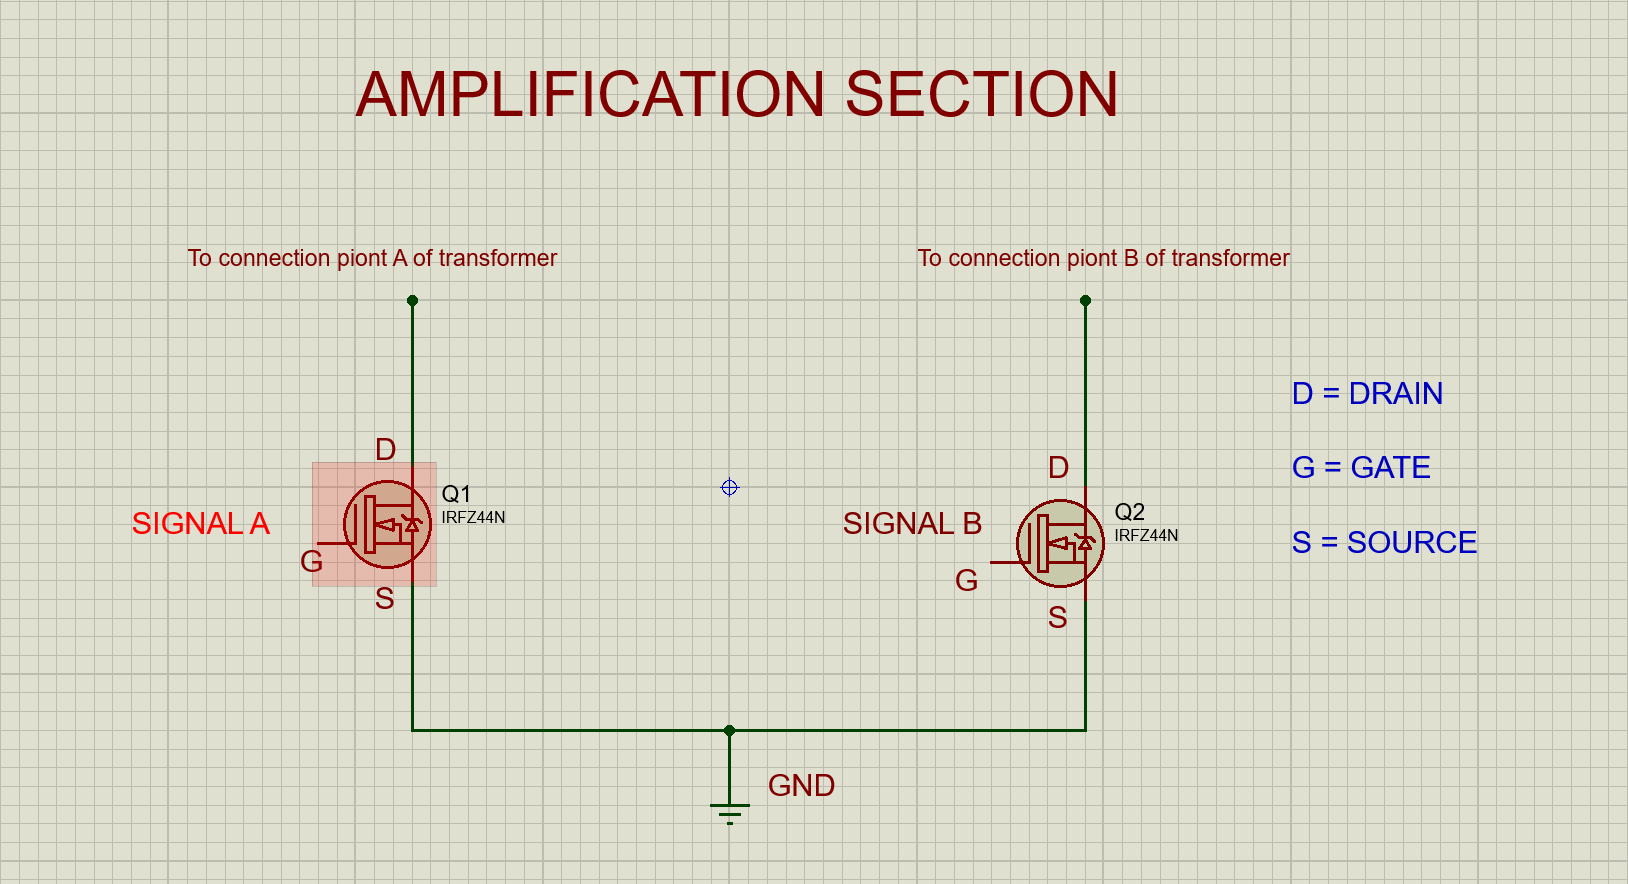 AMPLIFICATION SECTION
To connection piont A of transformer
To connection piont B of transformer
D = DRAIN
D
D
G = GATE
Q1
IRFZ44N
Q2
IRFZ44N
SIGNAL A
SIGNAL B
S = SOURCE
G
G
S
S
GND